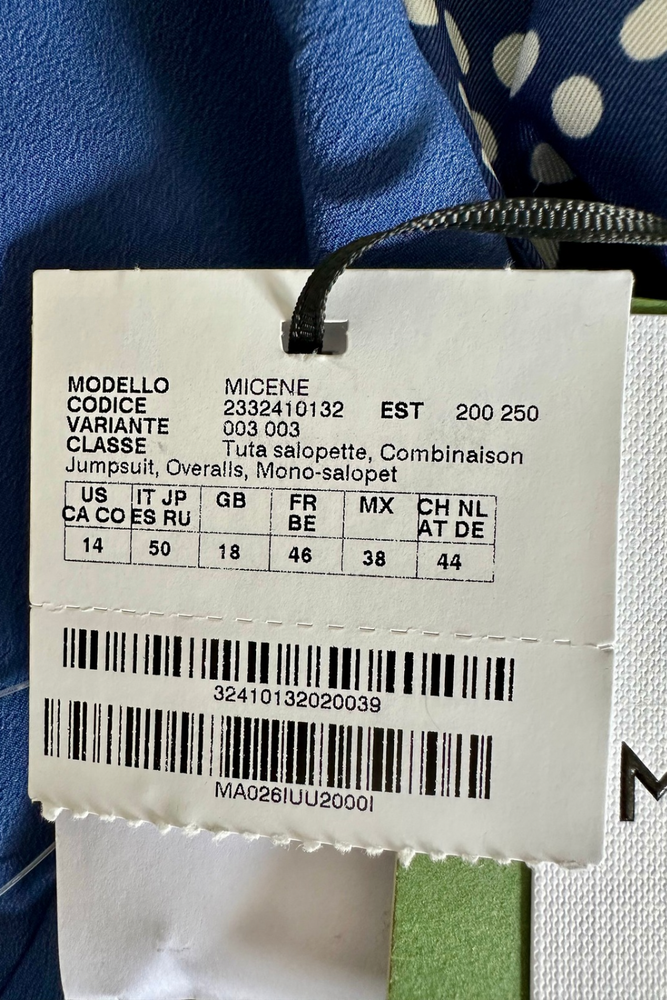 MODELLO MICENE
CODICE 2332410132 EST 200 250
VARIANTE 003 003
CLASSE Tuta salopette, Combinaison
Jumpsuit, Overalls, Mono-salopet
US CA CO IT JP ES RU GB FR BE MX CH NL AT DE
14 50 18 46 38 44
32410132020039
MA026IUU2000I
M